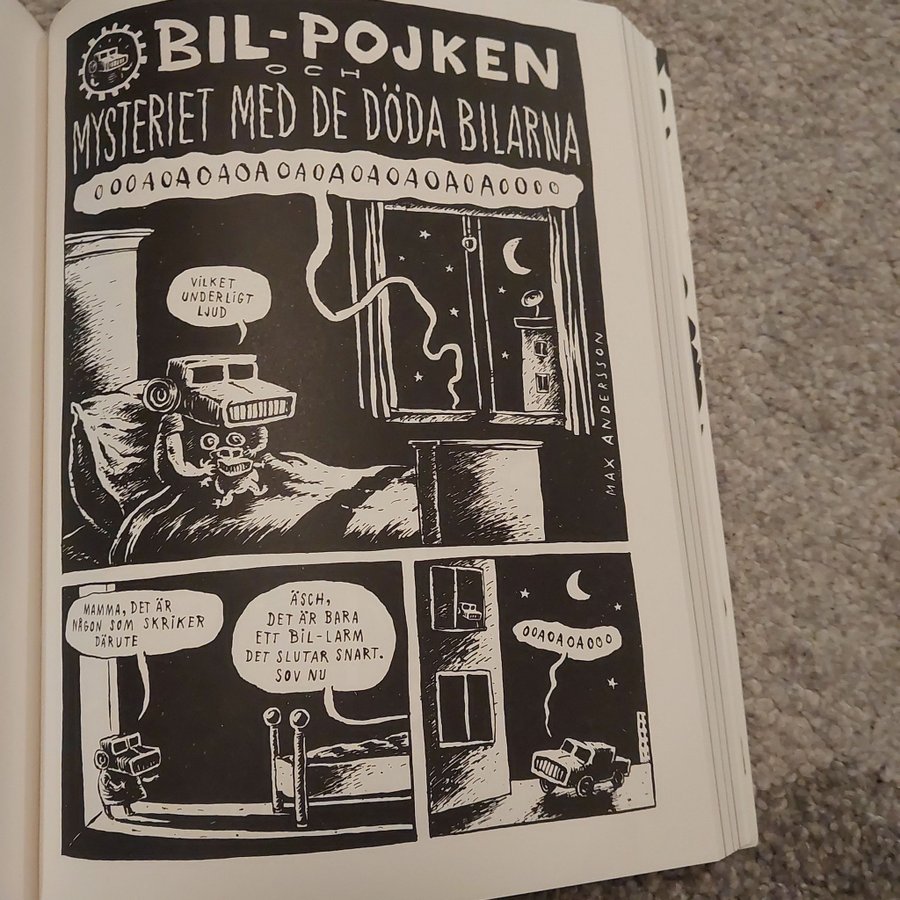 BIL-POJKEN
OCH
MYSTERIET MED DE DÖDA BILARNA
OOOAOAOAOAOAOAOAOAOAOAOAOOOO
VILKET
UNDERLIGT
LJUD
MAX ANDERSSON
MAMMA, DET ÄR
NÅGON SOM SKRIKER
DÄRUTE
ÄSCH,
DET ÄR BARA
ETT BIL-LARM
DET SLUTAR SNART.
SOV NU
OOAOAOAOOO